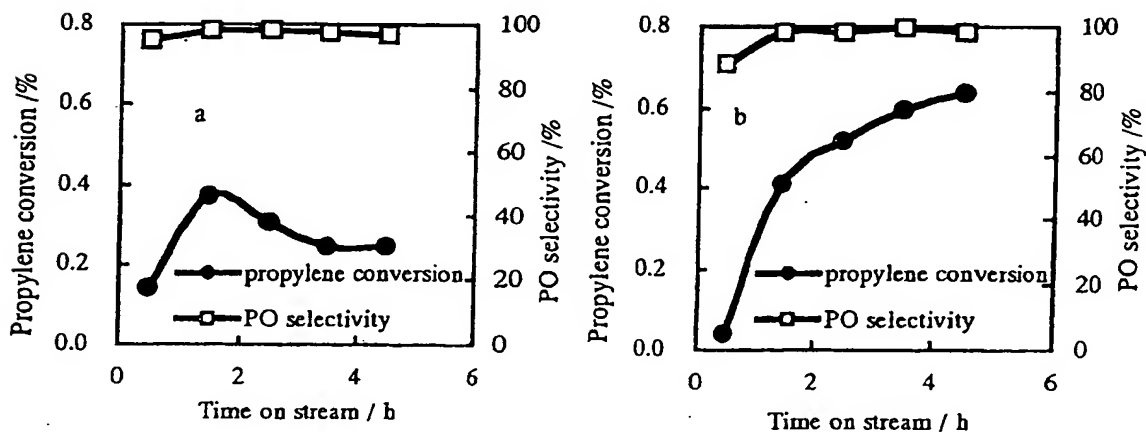 Propylene conversion /%
0.8
0.6
0.4
0.2
0.0
a
propylene conversion
PO selectivity
100
80
60
40
20
0
PO selectivity /%
0 2 4 6
Time on stream / h
Propylene conversion /%
0.8
0.6
0.4
0.2
0.0
b
propylene conversion
PO selectivity
100
80
60
40
20
0
PO selectivity /%
0 2 4 6
Time on stream / h